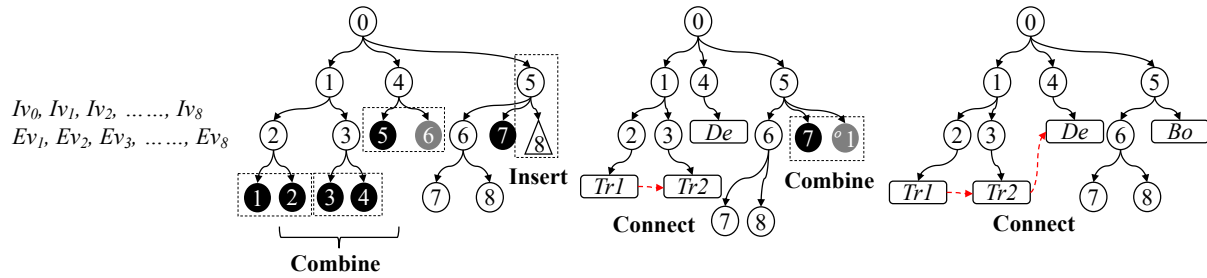 0
1
4
5
2
3
5
6
6
7
8
1
2
3
4
7
8
Insert
Combine
Iv0, Iv1, Iv2, ……, Iv8
Ev1, Ev2, Ev3, ……, Ev8
0
1
4
5
2
3
De
6
7
o1
Tr1
Tr2
7
8
Combine
Connect
0
1
4
5
2
3
De
6
Bo
Tr1
Tr2
7
8
Connect